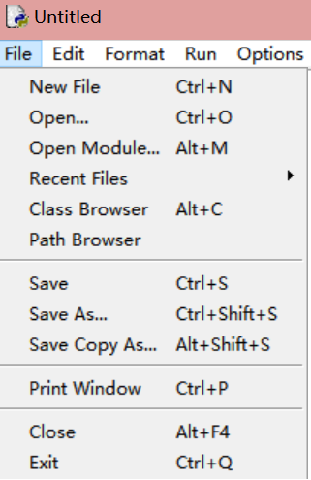 Untitled
File Edit Format Run Options
New File Ctrl+N
Open... Ctrl+O
Open Module... Alt+M
Recent Files
Class Browser Alt+C
Path Browser
Save Ctrl+S
Save As... Ctrl+Shift+S
Save Copy As... Alt+Shift+S
Print Window Ctrl+P
Close Alt+F4
Exit Ctrl+Q